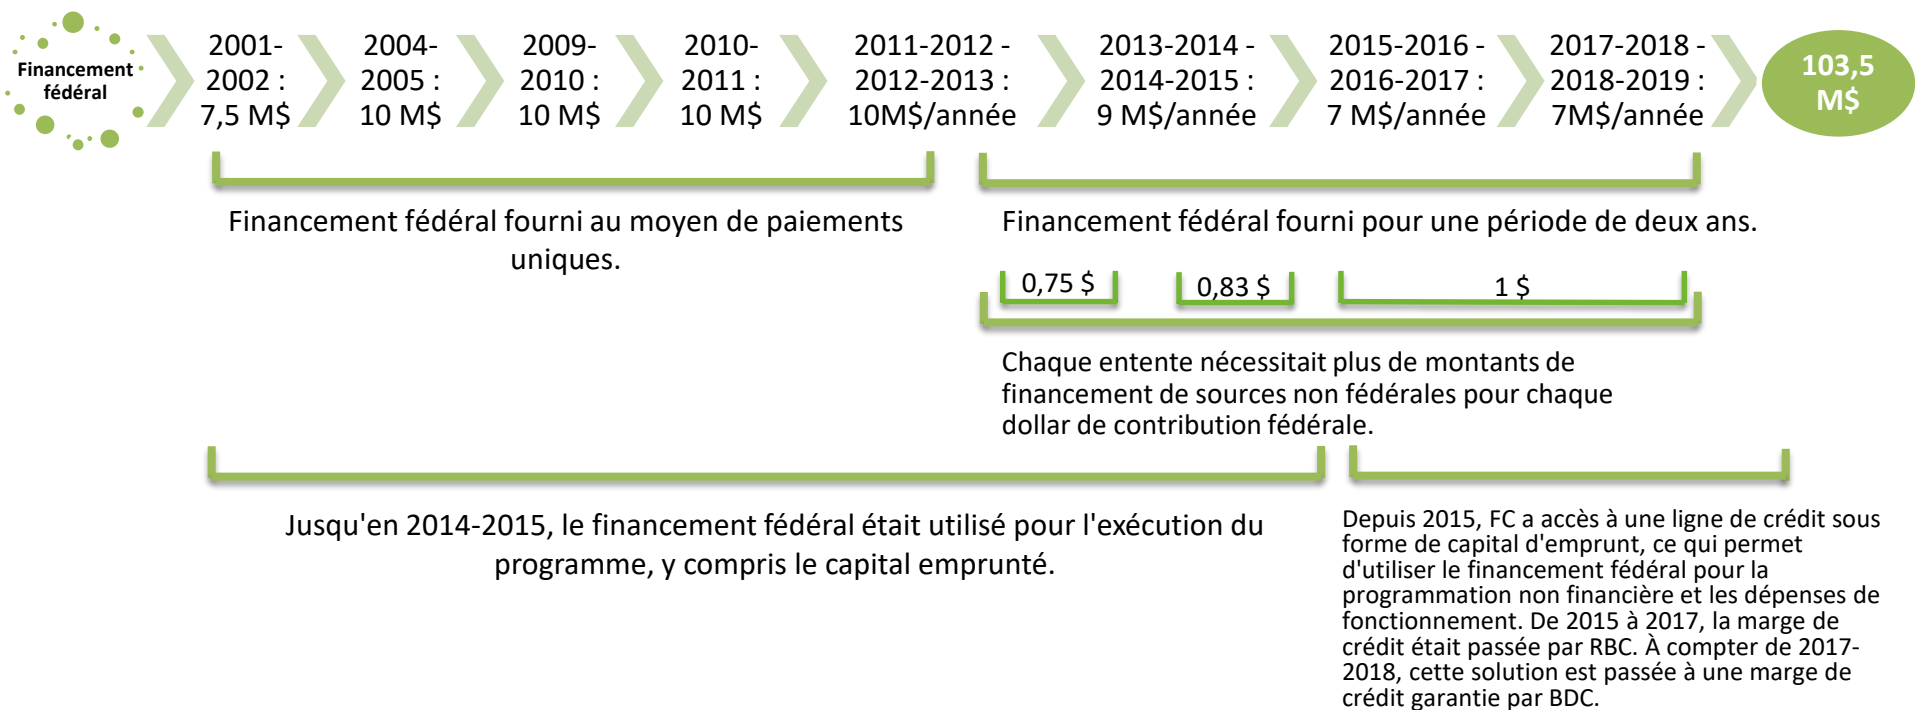 Financement
fédéral
2001-
2002 :
7,5 M$
2004-
2005 :
10 M$
2009-
2010 :
10 M$
2010-
2011 :
10 M$
2011-2012 -
2012-2013 :
10M$/année
2013-2014 -
2014-2015 :
9 M$/année
2015-2016 -
2016-2017 :
7 M$/année
2017-2018 -
2018-2019 :
7M$/année
103,5
M$
Financement fédéral fourni au moyen de paiements
uniques.
Financement fédéral fourni pour une période de deux ans.
0,75 $
0,83 $
1 $
Chaque entente nécessitait plus de montants de
financement de sources non fédérales pour chaque
dollar de contribution fédérale.
Jusqu'en 2014-2015, le financement fédéral était utilisé pour l'exécution du
programme, y compris le capital emprunté.
Depuis 2015, FC a accès à une ligne de crédit sous
forme de capital d'emprunt, ce qui permet
d'utiliser le financement fédéral pour la
programmation non financière et les dépenses de
fonctionnement. De 2015 à 2017, la marge de
crédit était passée par RBC. À compter de 2017-
2018, cette solution est passée à une marge de
crédit garantie par BDC.